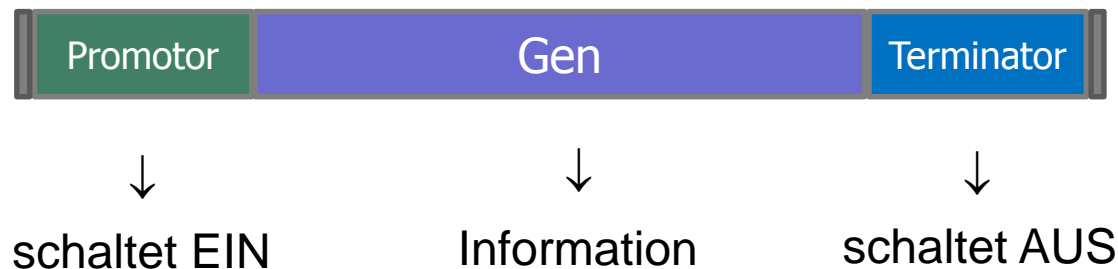 Promotor Gen Terminator
↓ ↓ ↓
schaltet EIN Information schaltet AUS